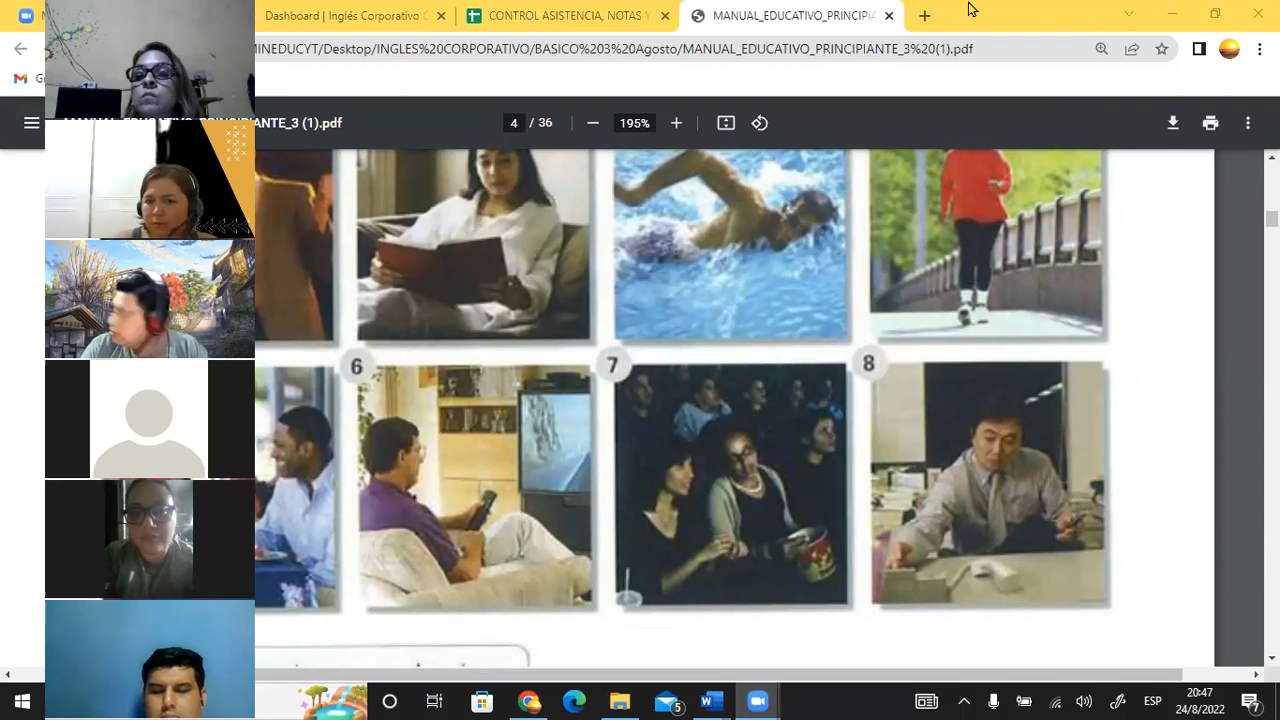 Dashboard | Inglés Corporativo C
CONTROL ASISTENCIA, NOTAS Y
MANUAL_EDUCATIVO_PRINCIPIA
MINEDUCYT/Desktop/INGLES%20CORPORATIVO/BASICO%203%20Agosto/MANUAL_EDUCATIVO_PRINCIPIANTE_3%20(1).pdf
ANTE_3 (1).pdf
4 / 36
195%
6
7
8
5
ESP
20:47
24/8/2022
7